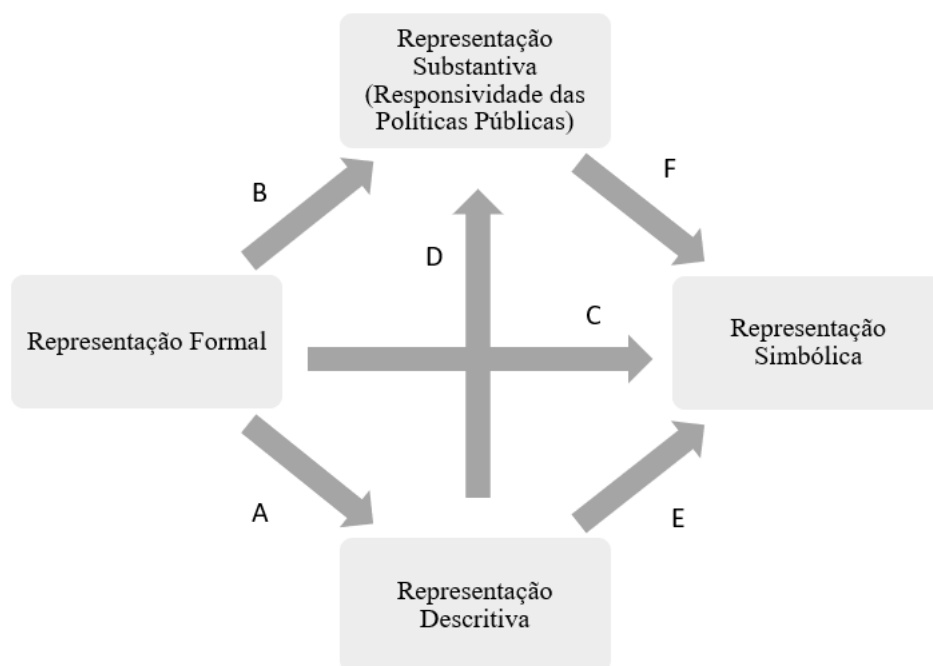 Representação
Substantiva
(Responsividade das
Políticas Públicas)
B
F
D
C
Representação Formal
Representação
Simbólica
A
E
Representação
Descritiva